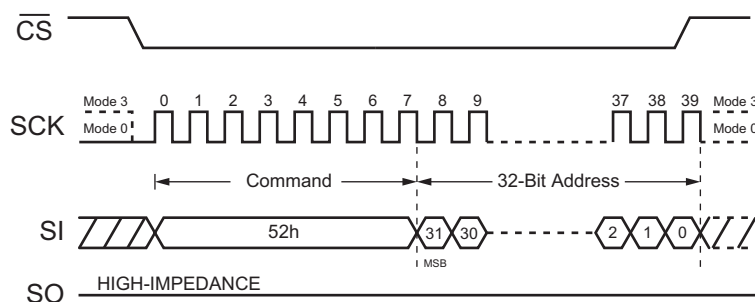 CS
Mode 3
SCK
Mode 0
0 1 2 3 4 5 6 7 8 9
37 38 39
Mode 3
Mode 0
Command
32-Bit Address
SI
52h
31 30
2 1 0
MSB
SO
HIGH-IMPEDANCE